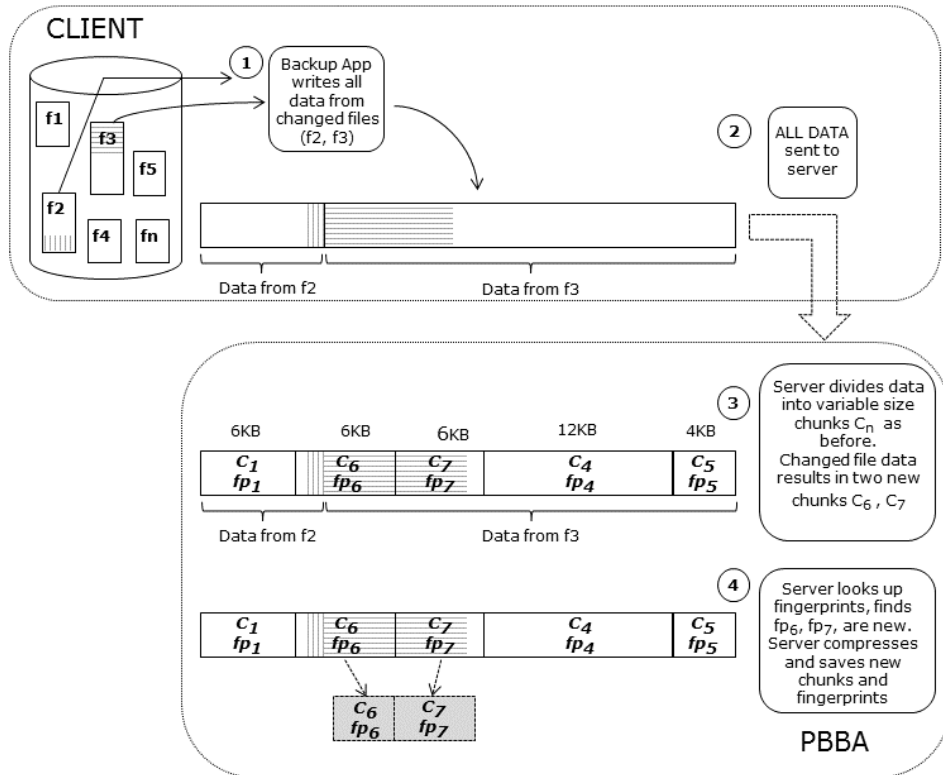 CLIENT
1
Backup App
writes all
data from
changed files
(f2, f3)
f1
f3
f5
f2
f4
fn
2
ALL DATA
sent to
server
Data from f2
Data from f3
3
Server divides data
into variable size
chunks Cn as
before.
Changed file data
results in two new
chunks C6 , C7
6KB 6KB 6KB 12KB 4KB
C1 C6 C7 C4 C5
fp1 fp6 fp7 fp4 fp5
Data from f2
Data from f3
4
Server looks up
fingerprints, finds
fp6, fp7, are new.
Server compresses
and saves new
chunks and
fingerprints
C1 C6 C7 C4 C5
fp1 fp6 fp7 fp4 fp5
C6 C7
fp6 fp7
PBBA